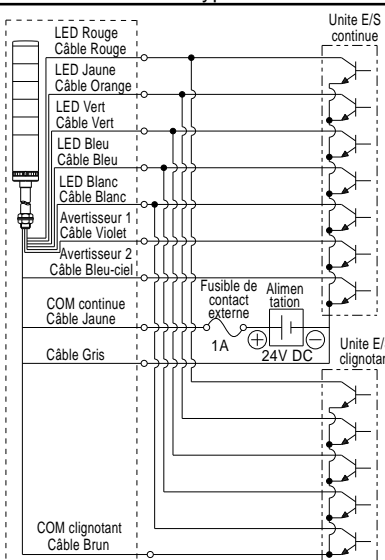 Unite E/S
continue
LED Rouge
Câble Rouge
LED Jaune
Câble Orange
LED Vert
Câble Vert
LED Bleu
Câble Bleu
LED Blanc
Câble Blanc
Avertisseur 1
Câble Violet
Avertisseur 2
Câble Bleu-ciel
COM continue
Câble Jaune
Fusible de
contact
externe
1A
Alimen
tation
24V DC
Câble Gris
Unite E/
clignotar
COM clignotant
Câble Brun